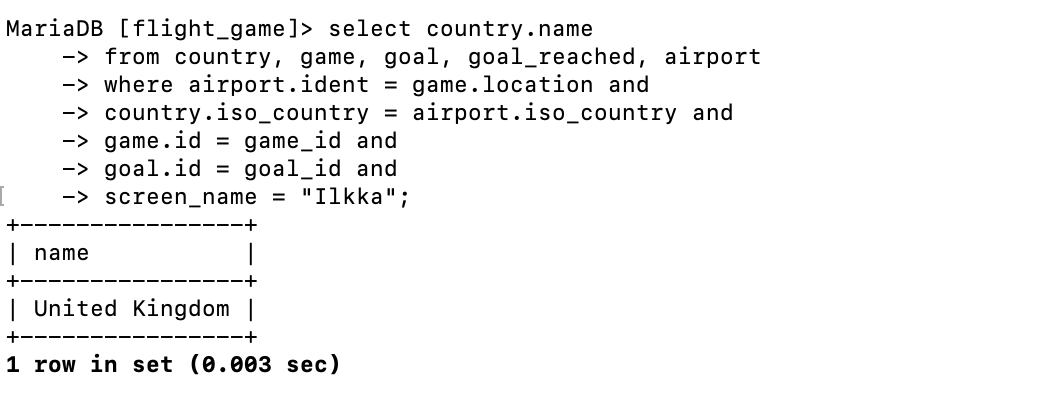 MariaDB [flight_game]> select country.name
    -> from country, game, goal, goal_reached, airport
    -> where airport.ident = game.location and
    -> country.iso_country = airport.iso_country and
    -> game.id = game_id and
    -> goal.id = goal_id and
    -> screen_name = "Ilkka";
+----------------+
| name           |
+----------------+
| United Kingdom |
+----------------+
1 row in set (0.003 sec)